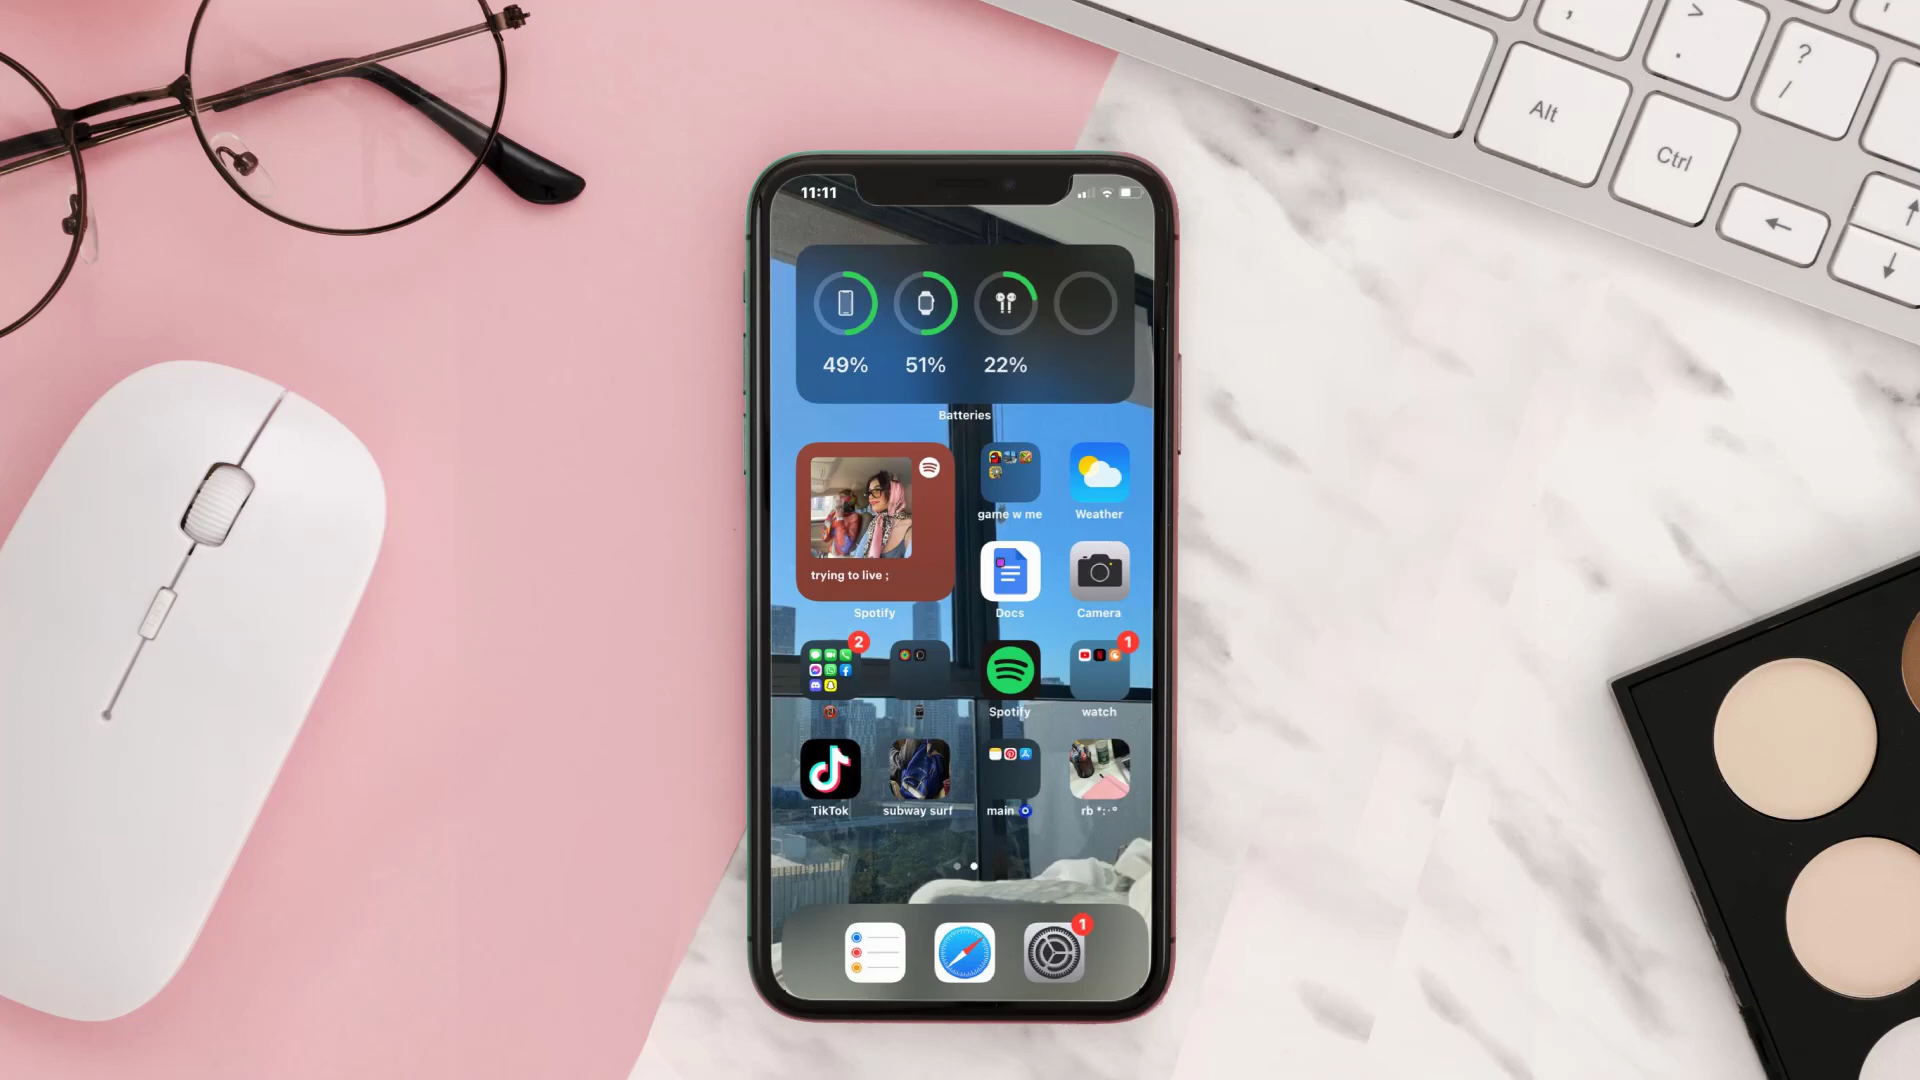 , > . ? /
Alt
Ctrl
11:11
49% 51% 22%
Batteries
trying to live ;
Spotify
game w me
Weather
Docs
Camera
2
1
Spotify
watch
TikTok
subway surf
main
rb *:·°
1